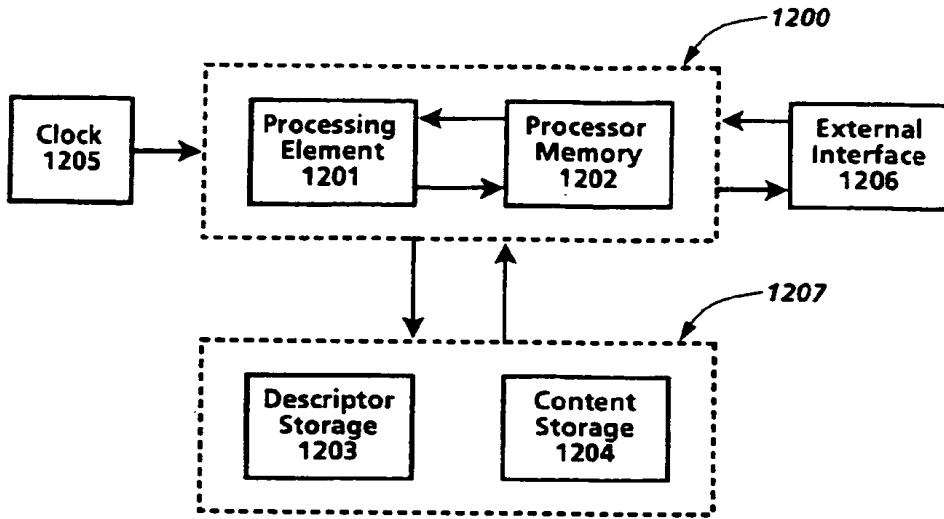 1200
Clock
1205
Processing
Element
1201
Processor
Memory
1202
External
Interface
1206
1207
Descriptor
Storage
1203
Content
Storage
1204